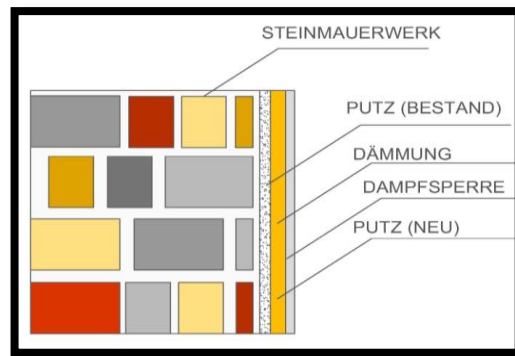 STEINMAUERWERK
PUTZ (BESTAND)
DÄMMUNG
DAMPFSPERRE
PUTZ (NEU)